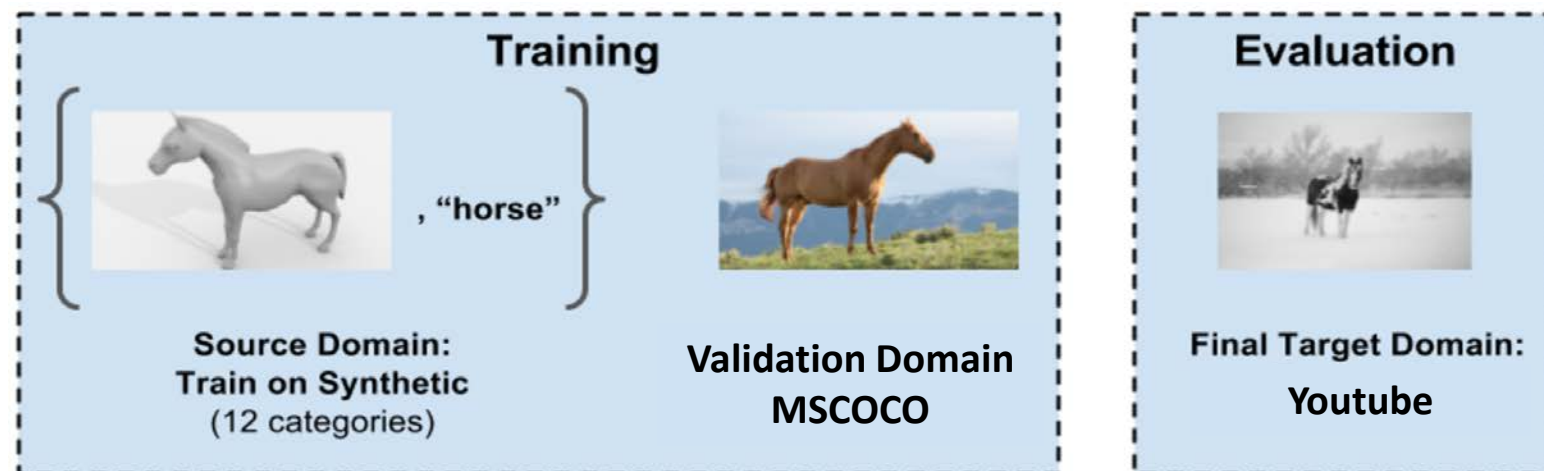 Training
, “horse”
Source Domain:
Train on Synthetic
(12 categories)
Validation Domain
MSCOCO
Evaluation
Final Target Domain:
Youtube